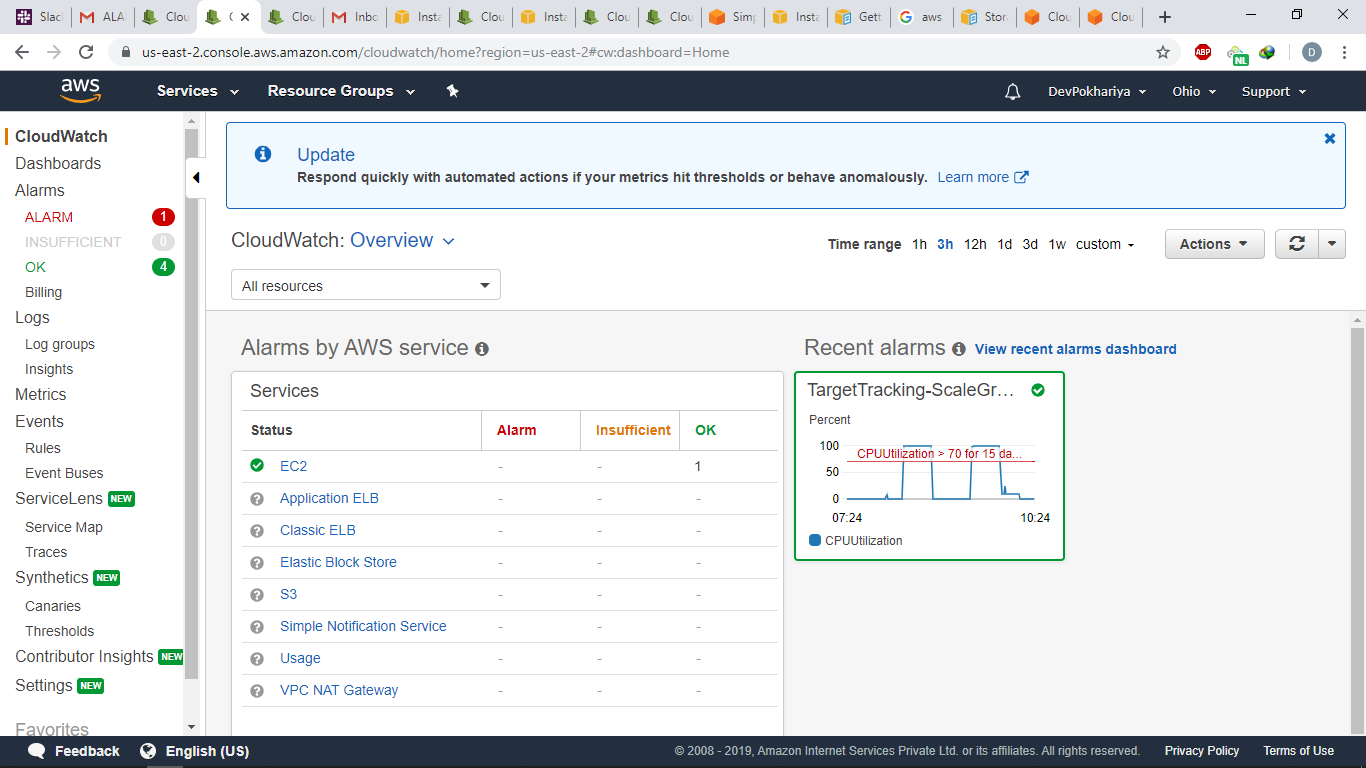 Slack
ALA
Clou
C
Clou
Inbo
Insta
Clou
Insta
Clou
Clou
Simp
Insta
Gett
aws
Stora
Clou
Clou
us-east-2.console.aws.amazon.com/cloudwatch/home?region=us-east-2#cw:dashboard=Home
ABP
NL
D
aws
Services
Resource Groups
DevPokhariya
Ohio
Support
CloudWatch
Dashboards
Alarms
ALARM 1
INSUFFICIENT 0
OK 4
Billing
Logs
Log groups
Insights
Metrics
Events
Rules
Event Buses
ServiceLens NEW
Service Map
Traces
Synthetics NEW
Canaries
Thresholds
Contributor Insights NEW
Settings NEW
Favorites
Update
Respond quickly with automated actions if your metrics hit thresholds or behave anomalously. Learn more
CloudWatch: Overview
Time range 1h 3h 12h 1d 3d 1w custom
Actions
All resources
Alarms by AWS service
Services
Status Alarm Insufficient OK
EC2 - - 1
Application ELB - - -
Classic ELB - - -
Elastic Block Store - - -
S3 - - -
Simple Notification Service - - -
Usage - - -
VPC NAT Gateway - - -
Recent alarms View recent alarms dashboard
TargetTracking-ScaleGr...
Percent
100
CPUUtilization > 70 for 15 da...
50
0
07:24 10:24
CPUUtilization
Feedback
English (US)
© 2008 - 2019, Amazon Internet Services Private Ltd. or its affiliates. All rights reserved.
Privacy Policy
Terms of Use